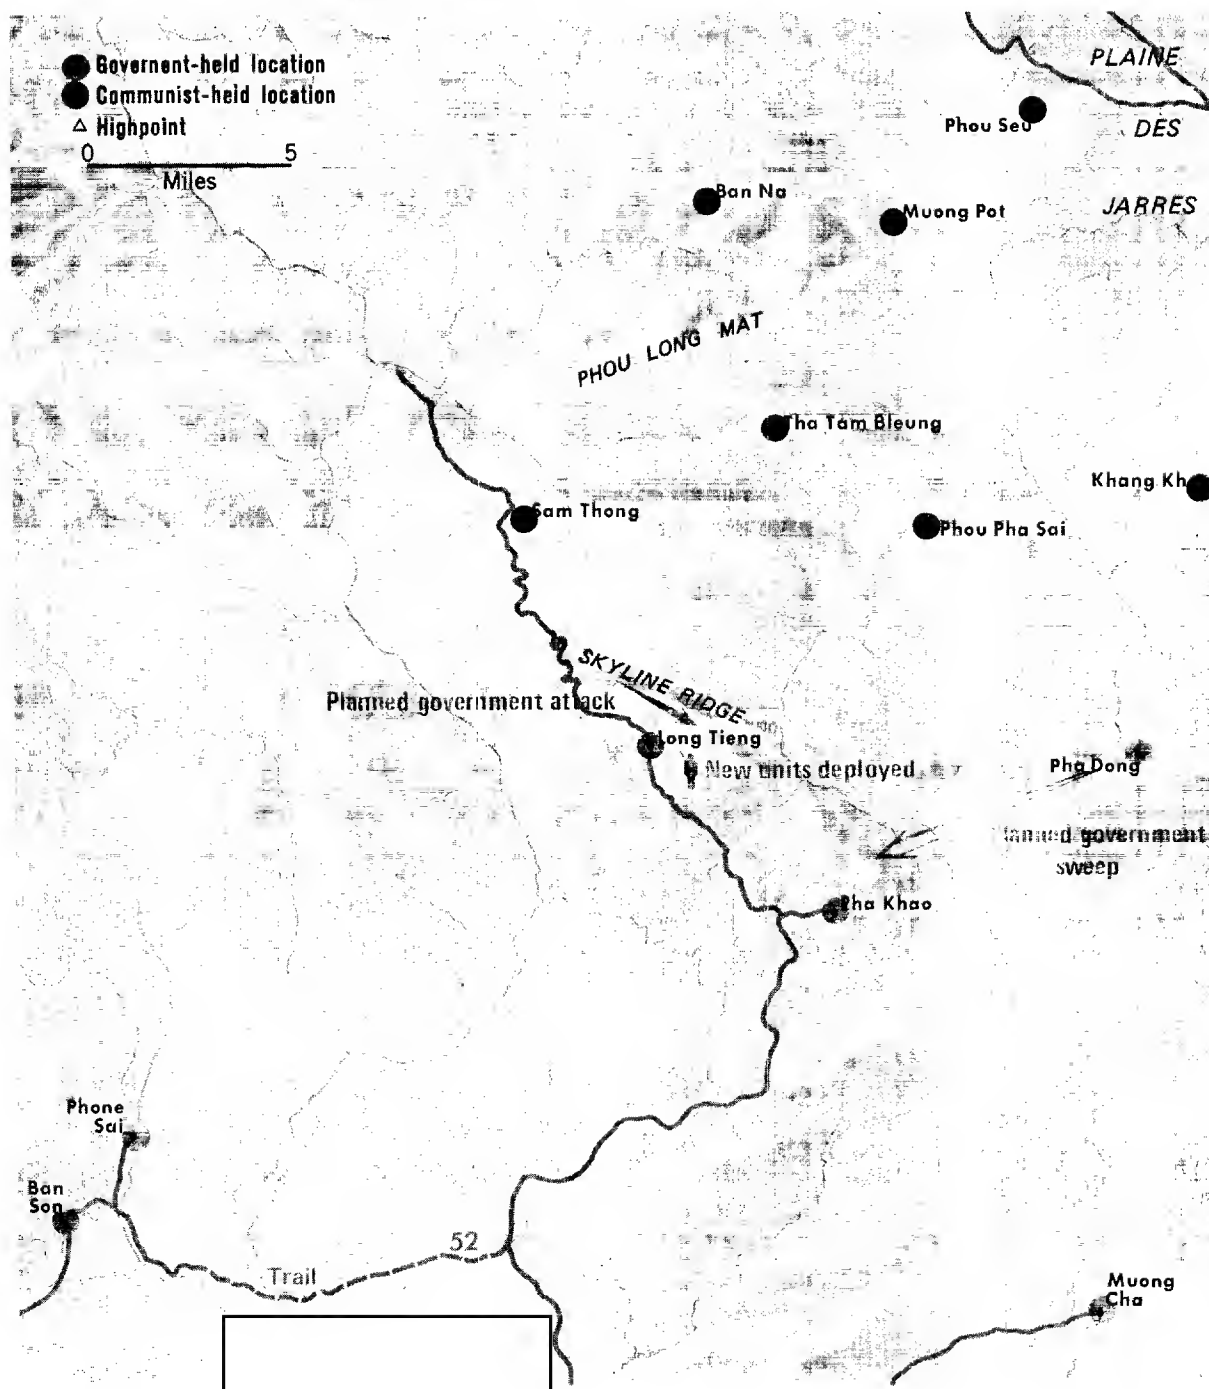 Governent-held location
Communist-held location
Highpoint
0 5
Miles
PLAINE
DES
JARRES
Phou Seu
Ban Na
Muong Pot
PHOU LONG MAT
Tha Tam Bleung
Khang Kh
Sam Thong
Phou Pha Sai
SKYLINE RIDGE
Planned government attack
Long Tieng
New units deployed
Pha Dong
Planned government
sweep
Pha Khao
Phone
Sai
Ban
Son
52
Trail
Muong
Cha